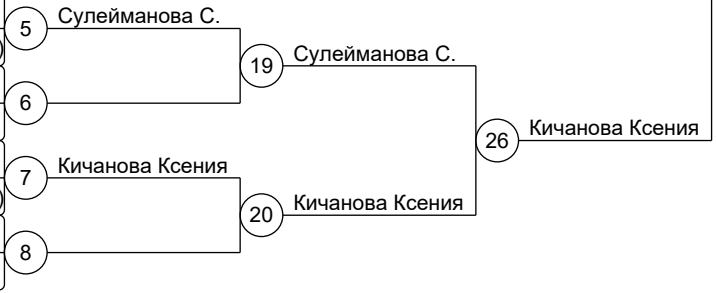 5 Сулейманова С.
19 Сулейманова С.
6
26 Кичанова Ксения
7 Кичанова Ксения
20 Кичанова Ксения
8